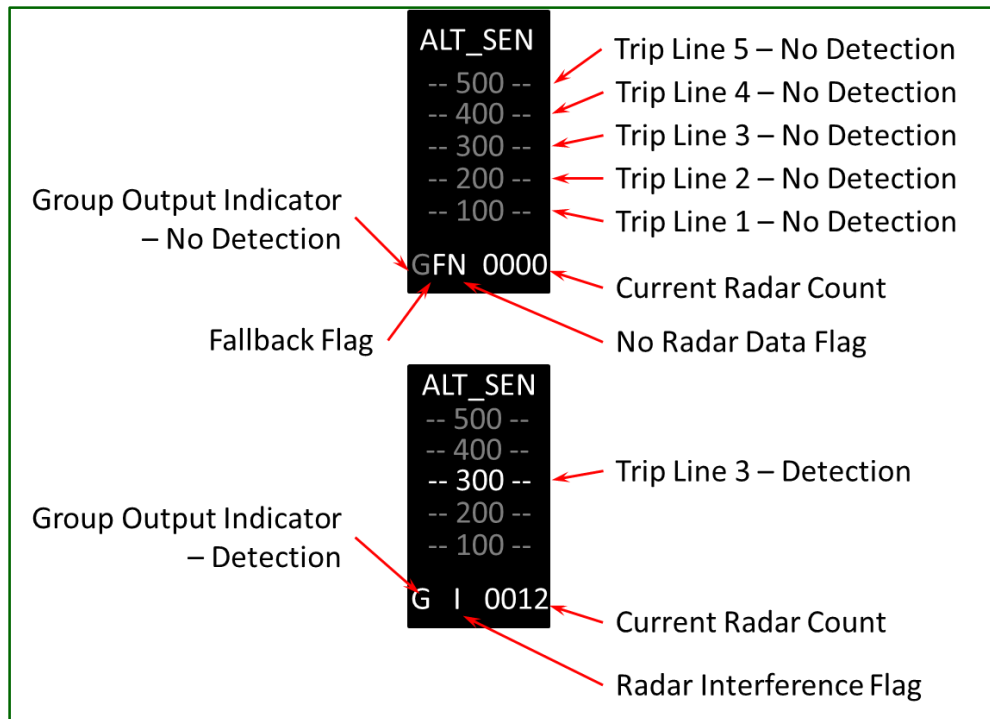 ALT_SEN
-- 500 --
-- 400 --
-- 300 --
-- 200 --
-- 100 --
GFN 0000
Trip Line 5 – No Detection
Trip Line 4 – No Detection
Trip Line 3 – No Detection
Trip Line 2 – No Detection
Trip Line 1 – No Detection
Group Output Indicator
– No Detection
Current Radar Count
Fallback Flag
No Radar Data Flag
ALT_SEN
-- 500 --
-- 400 --
-- 300 --
-- 200 --
-- 100 --
G I 0012
Trip Line 3 – Detection
Group Output Indicator
– Detection
Current Radar Count
Radar Interference Flag